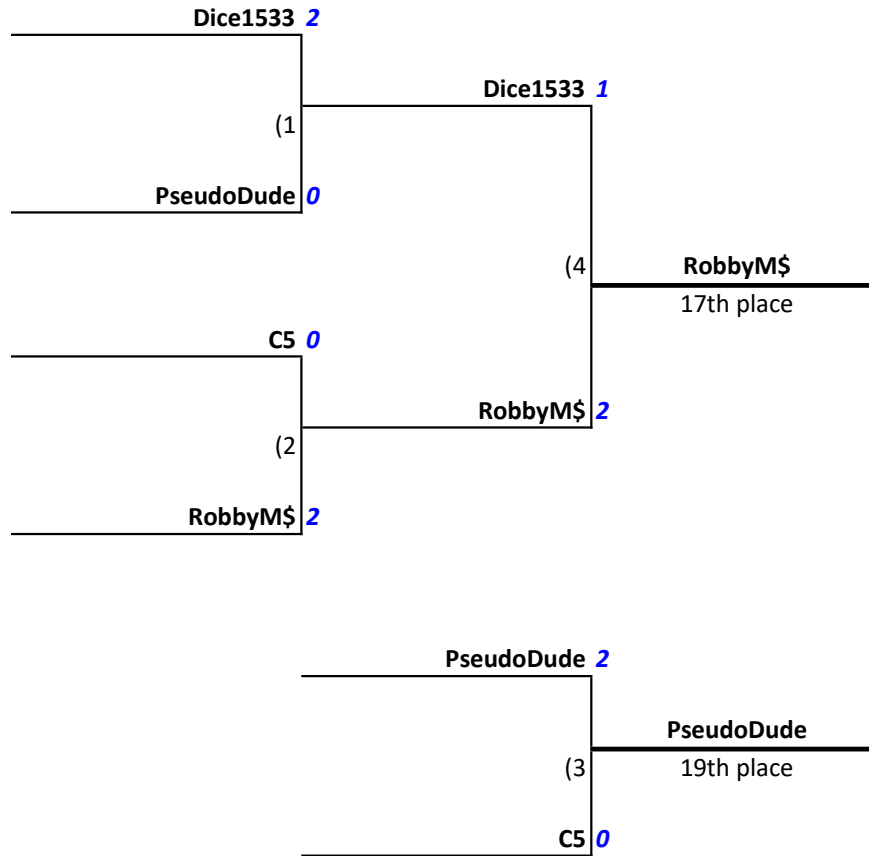 Dice1533 2
Dice1533 1
(1
PseudoDude 0
(4
RobbyM$
17th place
C5 0
RobbyM$ 2
(2
RobbyM$ 2
PseudoDude 2
PseudoDude
19th place
(3
C5 0